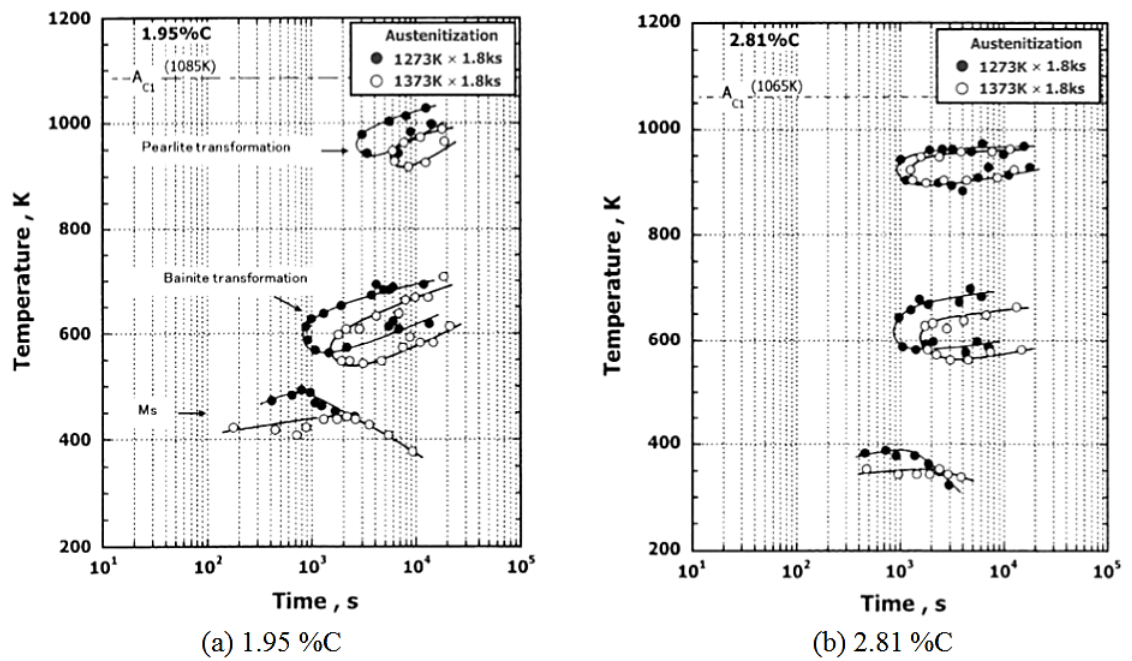 1200
1000
800
600
400
200
Temperature , K
1.95%C
Austenitization
1273K × 1.8ks
1373K × 1.8ks
A_C1 (1085K)
Pearlite transformation
Bainite transformation
Ms
10^1 10^2 10^3 10^4 10^5
Time , s
(a) 1.95 %C
1200
1000
800
600
400
200
Temperature , K
2.81%C
Austenitization
1273K × 1.8ks
1373K × 1.8ks
A_C1 (1065K)
10^1 10^2 10^3 10^4 10^5
Time , s
(b) 2.81 %C